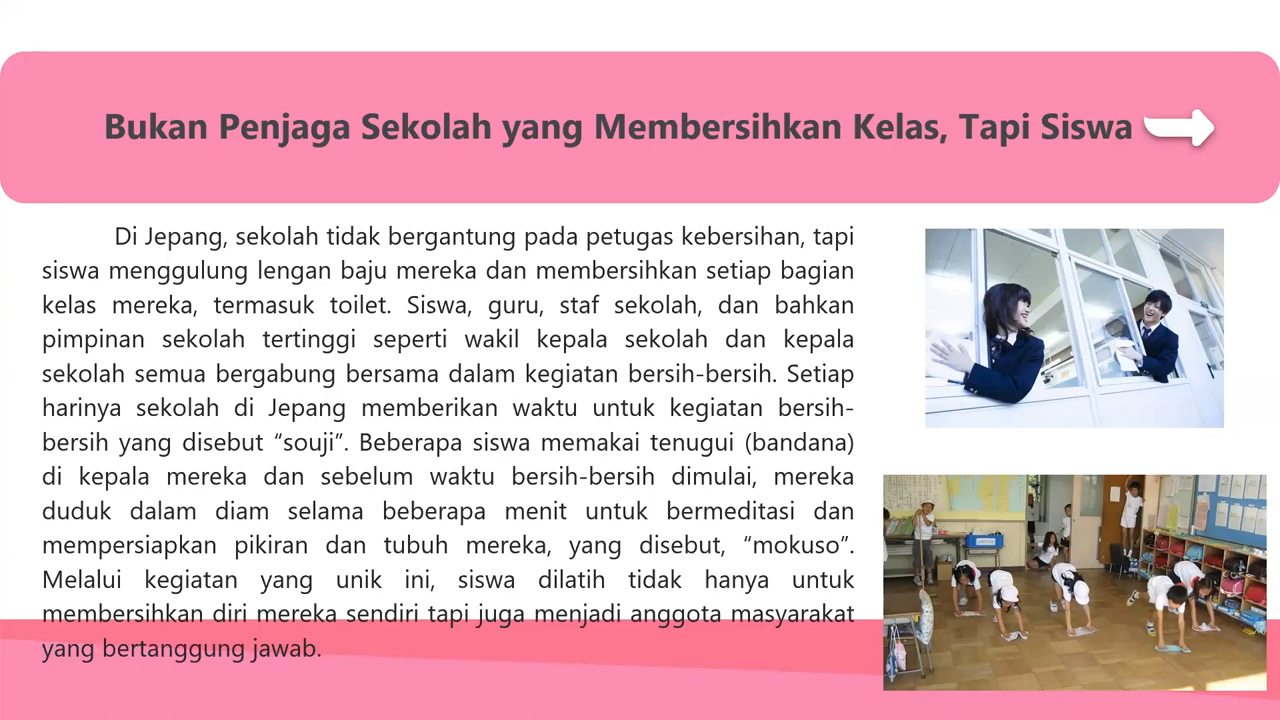 Bukan Penjaga Sekolah yang Membersihkan Kelas, Tapi Siswa
Di Jepang, sekolah tidak bergantung pada petugas kebersihan, tapi
siswa menggulung lengan baju mereka dan membersihkan setiap bagian
kelas mereka, termasuk toilet. Siswa, guru, staf sekolah, dan bahkan
pimpinan sekolah tertinggi seperti wakil kepala sekolah dan kepala
sekolah semua bergabung bersama dalam kegiatan bersih-bersih. Setiap
harinya sekolah di Jepang memberikan waktu untuk kegiatan bersih-
bersih yang disebut “souji”. Beberapa siswa memakai tenugui (bandana)
di kepala mereka dan sebelum waktu bersih-bersih dimulai, mereka
duduk dalam diam selama beberapa menit untuk bermeditasi dan
mempersiapkan pikiran dan tubuh mereka, yang disebut, “mokuso”.
Melalui kegiatan yang unik ini, siswa dilatih tidak hanya untuk
membersihkan diri mereka sendiri tapi juga menjadi anggota masyarakat
yang bertanggung jawab.